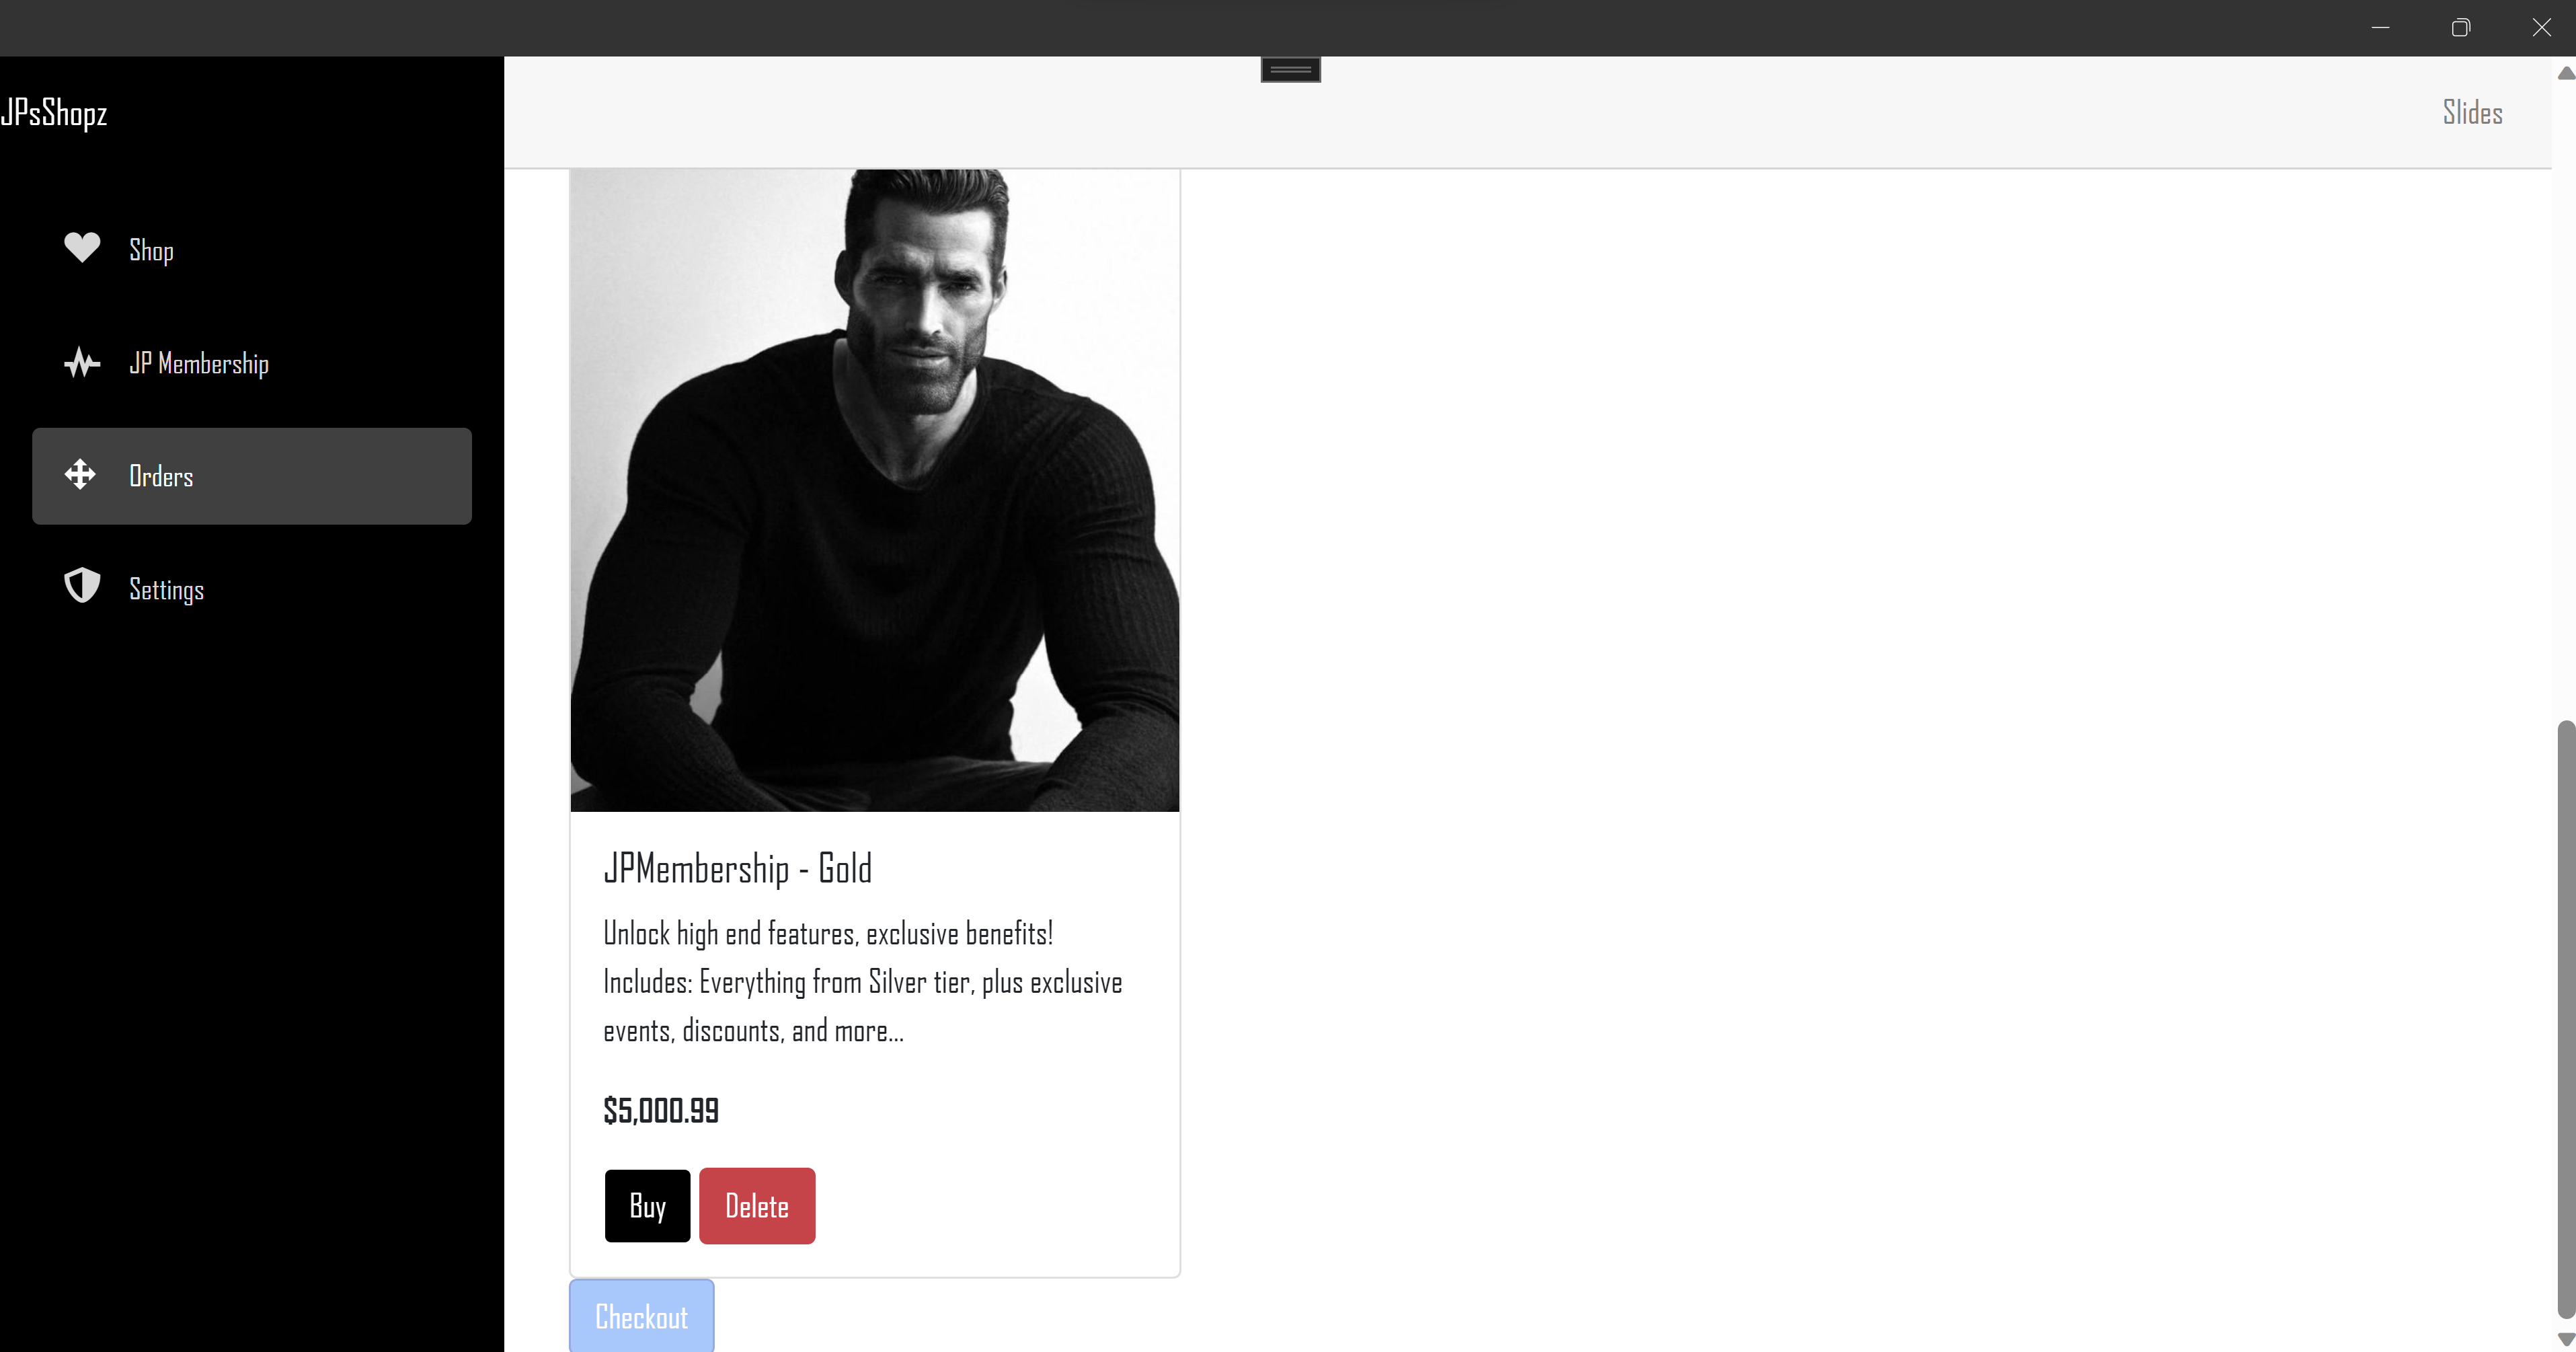 JPsShopz
Slides
Shop
JP Membership
Orders
Settings
JPMembership - Gold
Unlock high end features, exclusive benefits!
Includes: Everything from Silver tier, plus exclusive
events, discounts, and more...
$5,000.99
Buy
Delete
Checkout